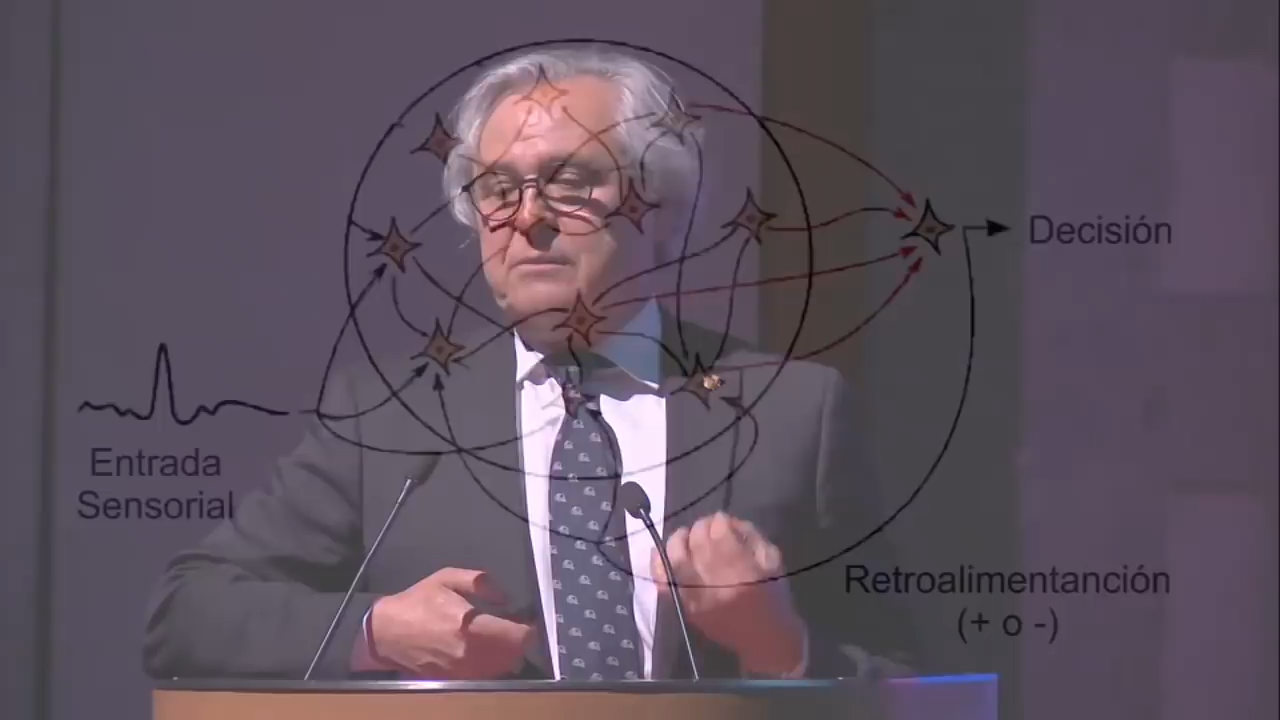 Decisión
Entrada
Sensorial
Retroalimentanción
(+ o -)